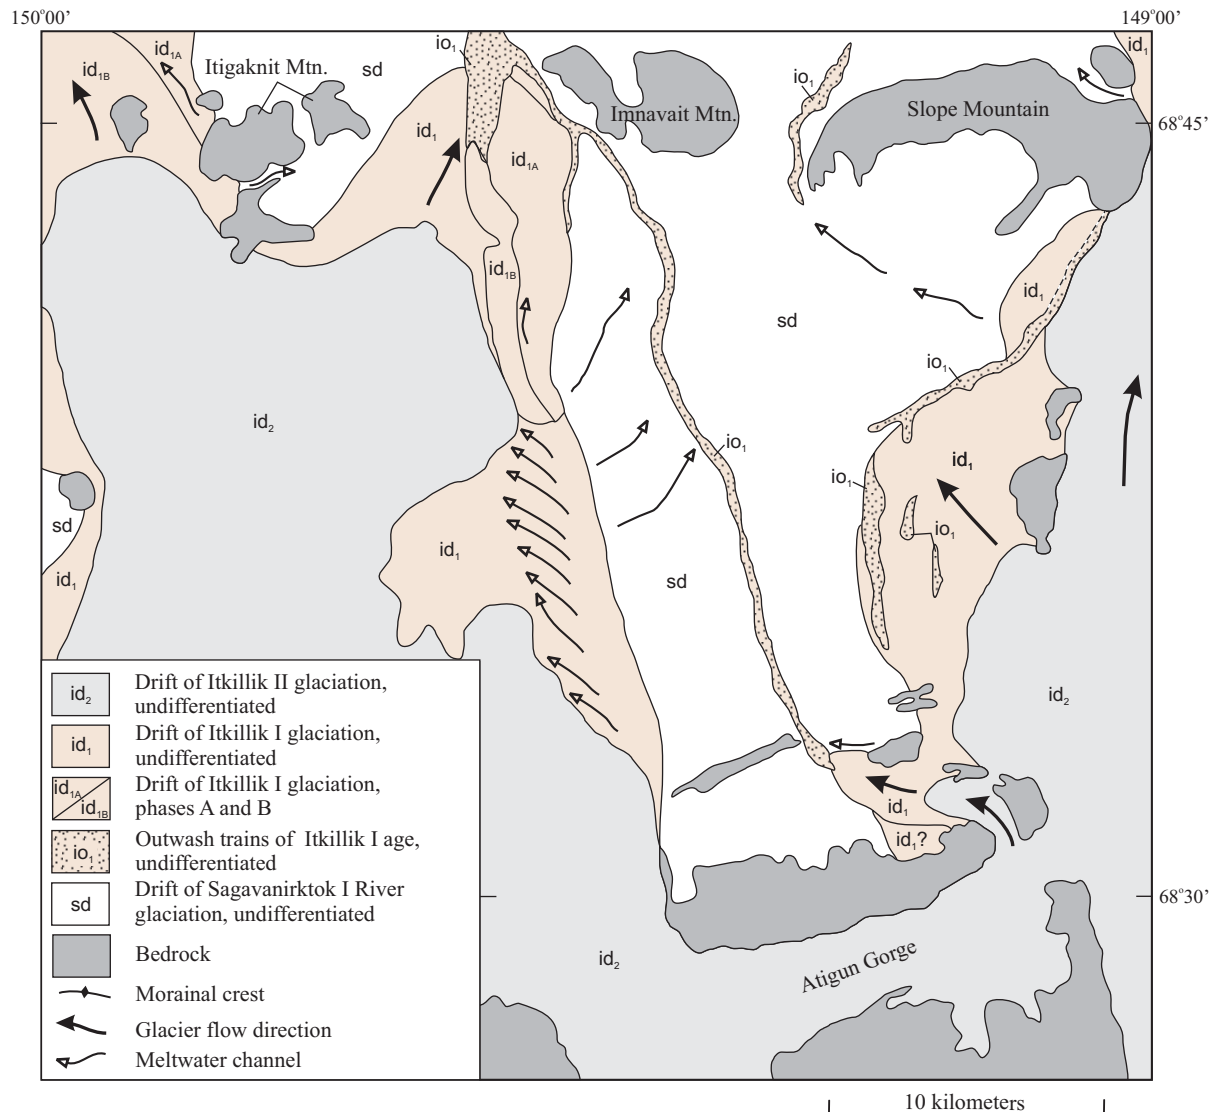 150°00'
149°00'
id1A
io1
id1
id1B
Itigaknit Mtn.
sd
io1
Imnavait Mtn.
Slope Mountain
68°45'
id1
id1A
id1B
id1
sd
io1
id2
io1
id1
io1
sd
io1
id1
id1
sd
id2
id1
id1?
68°30'
id2
Atigun Gorge
id2
Drift of Itkillik II glaciation,
undifferentiated
id1
Drift of Itkillik I glaciation,
undifferentiated
id1A
id1B
Drift of Itkillik I glaciation,
phases A and B
io1
Outwash trains of Itkillik I age,
undifferentiated
sd
Drift of Sagavanirktok I River
glaciation, undifferentiated
Bedrock
Morainal crest
Glacier flow direction
Meltwater channel
10 kilometers